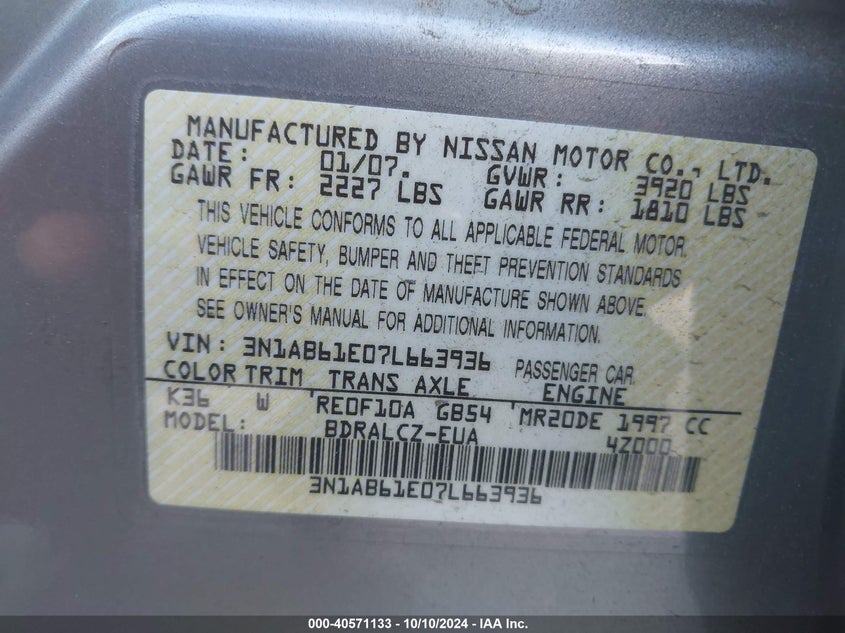 MANUFACTURED BY NISSAN MOTOR CO., LTD.
DATE: 01/07. GVWR: 3920 LBS
GAWR FR: 2227 LBS GAWR RR: 1810 LBS
THIS VEHICLE CONFORMS TO ALL APPLICABLE FEDERAL MOTOR
VEHICLE SAFETY, BUMPER AND THEFT PREVENTION STANDARDS
IN EFFECT ON THE DATE OF MANUFACTURE SHOWN ABOVE.
SEE OWNER'S MANUAL FOR ADDITIONAL INFORMATION.
VIN: 3N1AB61E07L663936 PASSENGER CAR
COLOR TRIM TRANS AXLE ENGINE
K36 W RE0F10A GB54 MR20DE 1997 CC
MODEL: BDRALCZ-EUA 4Z000
3N1AB61E07L663936
000-40571133 - 10/10/2024 - IAA Inc.